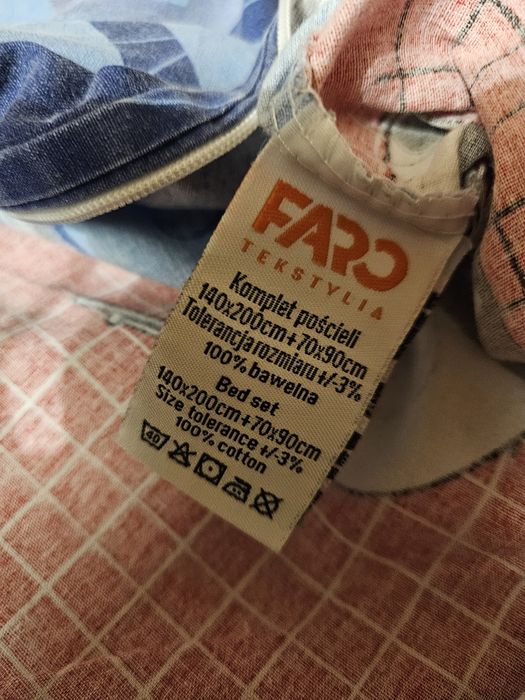 FARO
TEKSTYLIA
Komplet pościeli
140x200cm+70x90cm
Tolerancja rozmiaru +/-3%
100% bawełna
Bed set
140x200cm+70x90cm
Size tolerance +/-3%
100% cotton
40